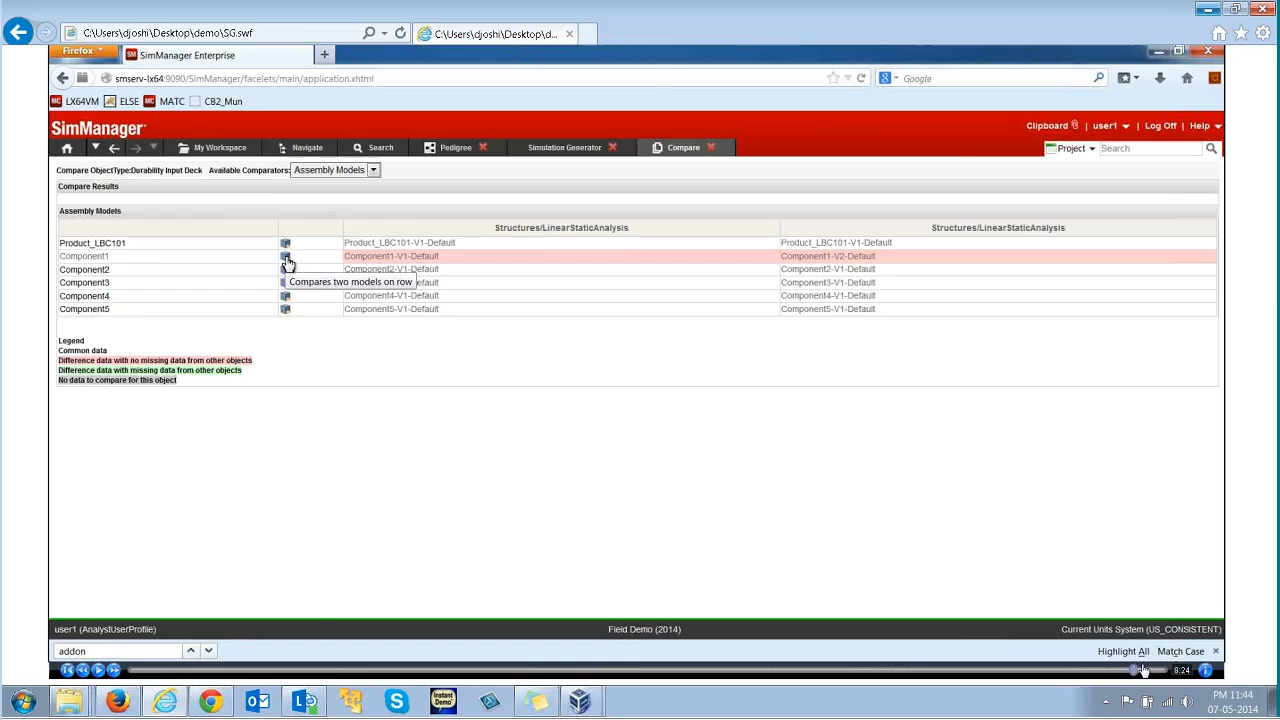 C:\Users\djoshi\Desktop\demo\SG.swf
C:\Users\djoshi\Desktop\d...
Firefox
SimManager Enterprise
smserv-lx64:9090/SimManager/facelets/main/application.xhtml
Google
LX64VM ELSE MATC CB2_Mun
SimManager
Clipboard | user1 | Log Off | Help
My Workspace Navigate Search Pedigree Simulation Generator Compare
Project Search
Compare ObjectType:Durability Input Deck Available Comparators: Assembly Models
Compare Results
Assembly Models
Structures/LinearStaticAnalysis Structures/LinearStaticAnalysis
Product_LBC101 Product_LBC101-V1-Default Product_LBC101-V1-Default
Component1 Component1-V1-Default Component1-V2-Default
Component2 Component2-V1-Default Component2-V1-Default
Component3 -Default Component3-V1-Default
Compares two models on row
Component4 Component4-V1-Default Component4-V1-Default
Component5 Component5-V1-Default Component5-V1-Default
Legend
Common data
Difference data with no missing data from other objects
Difference data with missing data from other objects
No data to compare for this object
user1 (AnalystUserProfile) Field Demo (2014) Current Units System (US_CONSISTENT)
addon
Highlight All Match Case
8:24
PM 11:44
07-05-2014